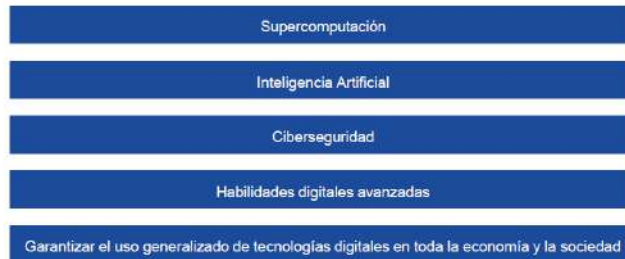 Supercomputación
Inteligencia Artificial
Ciberseguridad
Habilidades digitales avanzadas
Garantizar el uso generalizado de tecnologías digitales en toda la economía y la sociedad